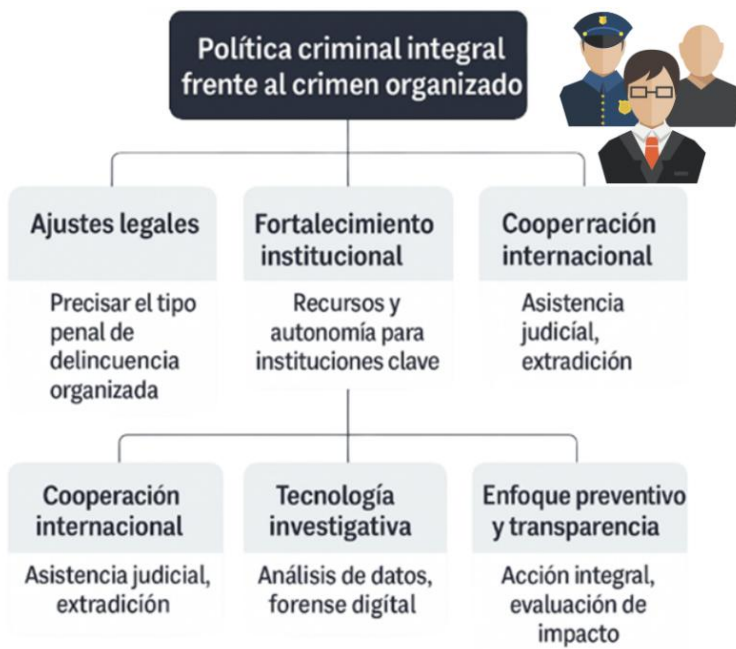 Política criminal integral
frente al crimen organizado
Ajustes legales
Precisar el tipo
penal de
delincuencia
organizada
Fortalecimiento
institucional
Recursos y
autonomía para
instituciones clave
Cooperración
internacional
Asistencia
judicíal,
extradición
Cooperación
internacional
Asistencia judicial,
extradición
Tecnología
investigativa
Análisis de datos,
forense digítal
Enfoque preventivo
y transparencia
Acción integral,
evaluación de
impacto